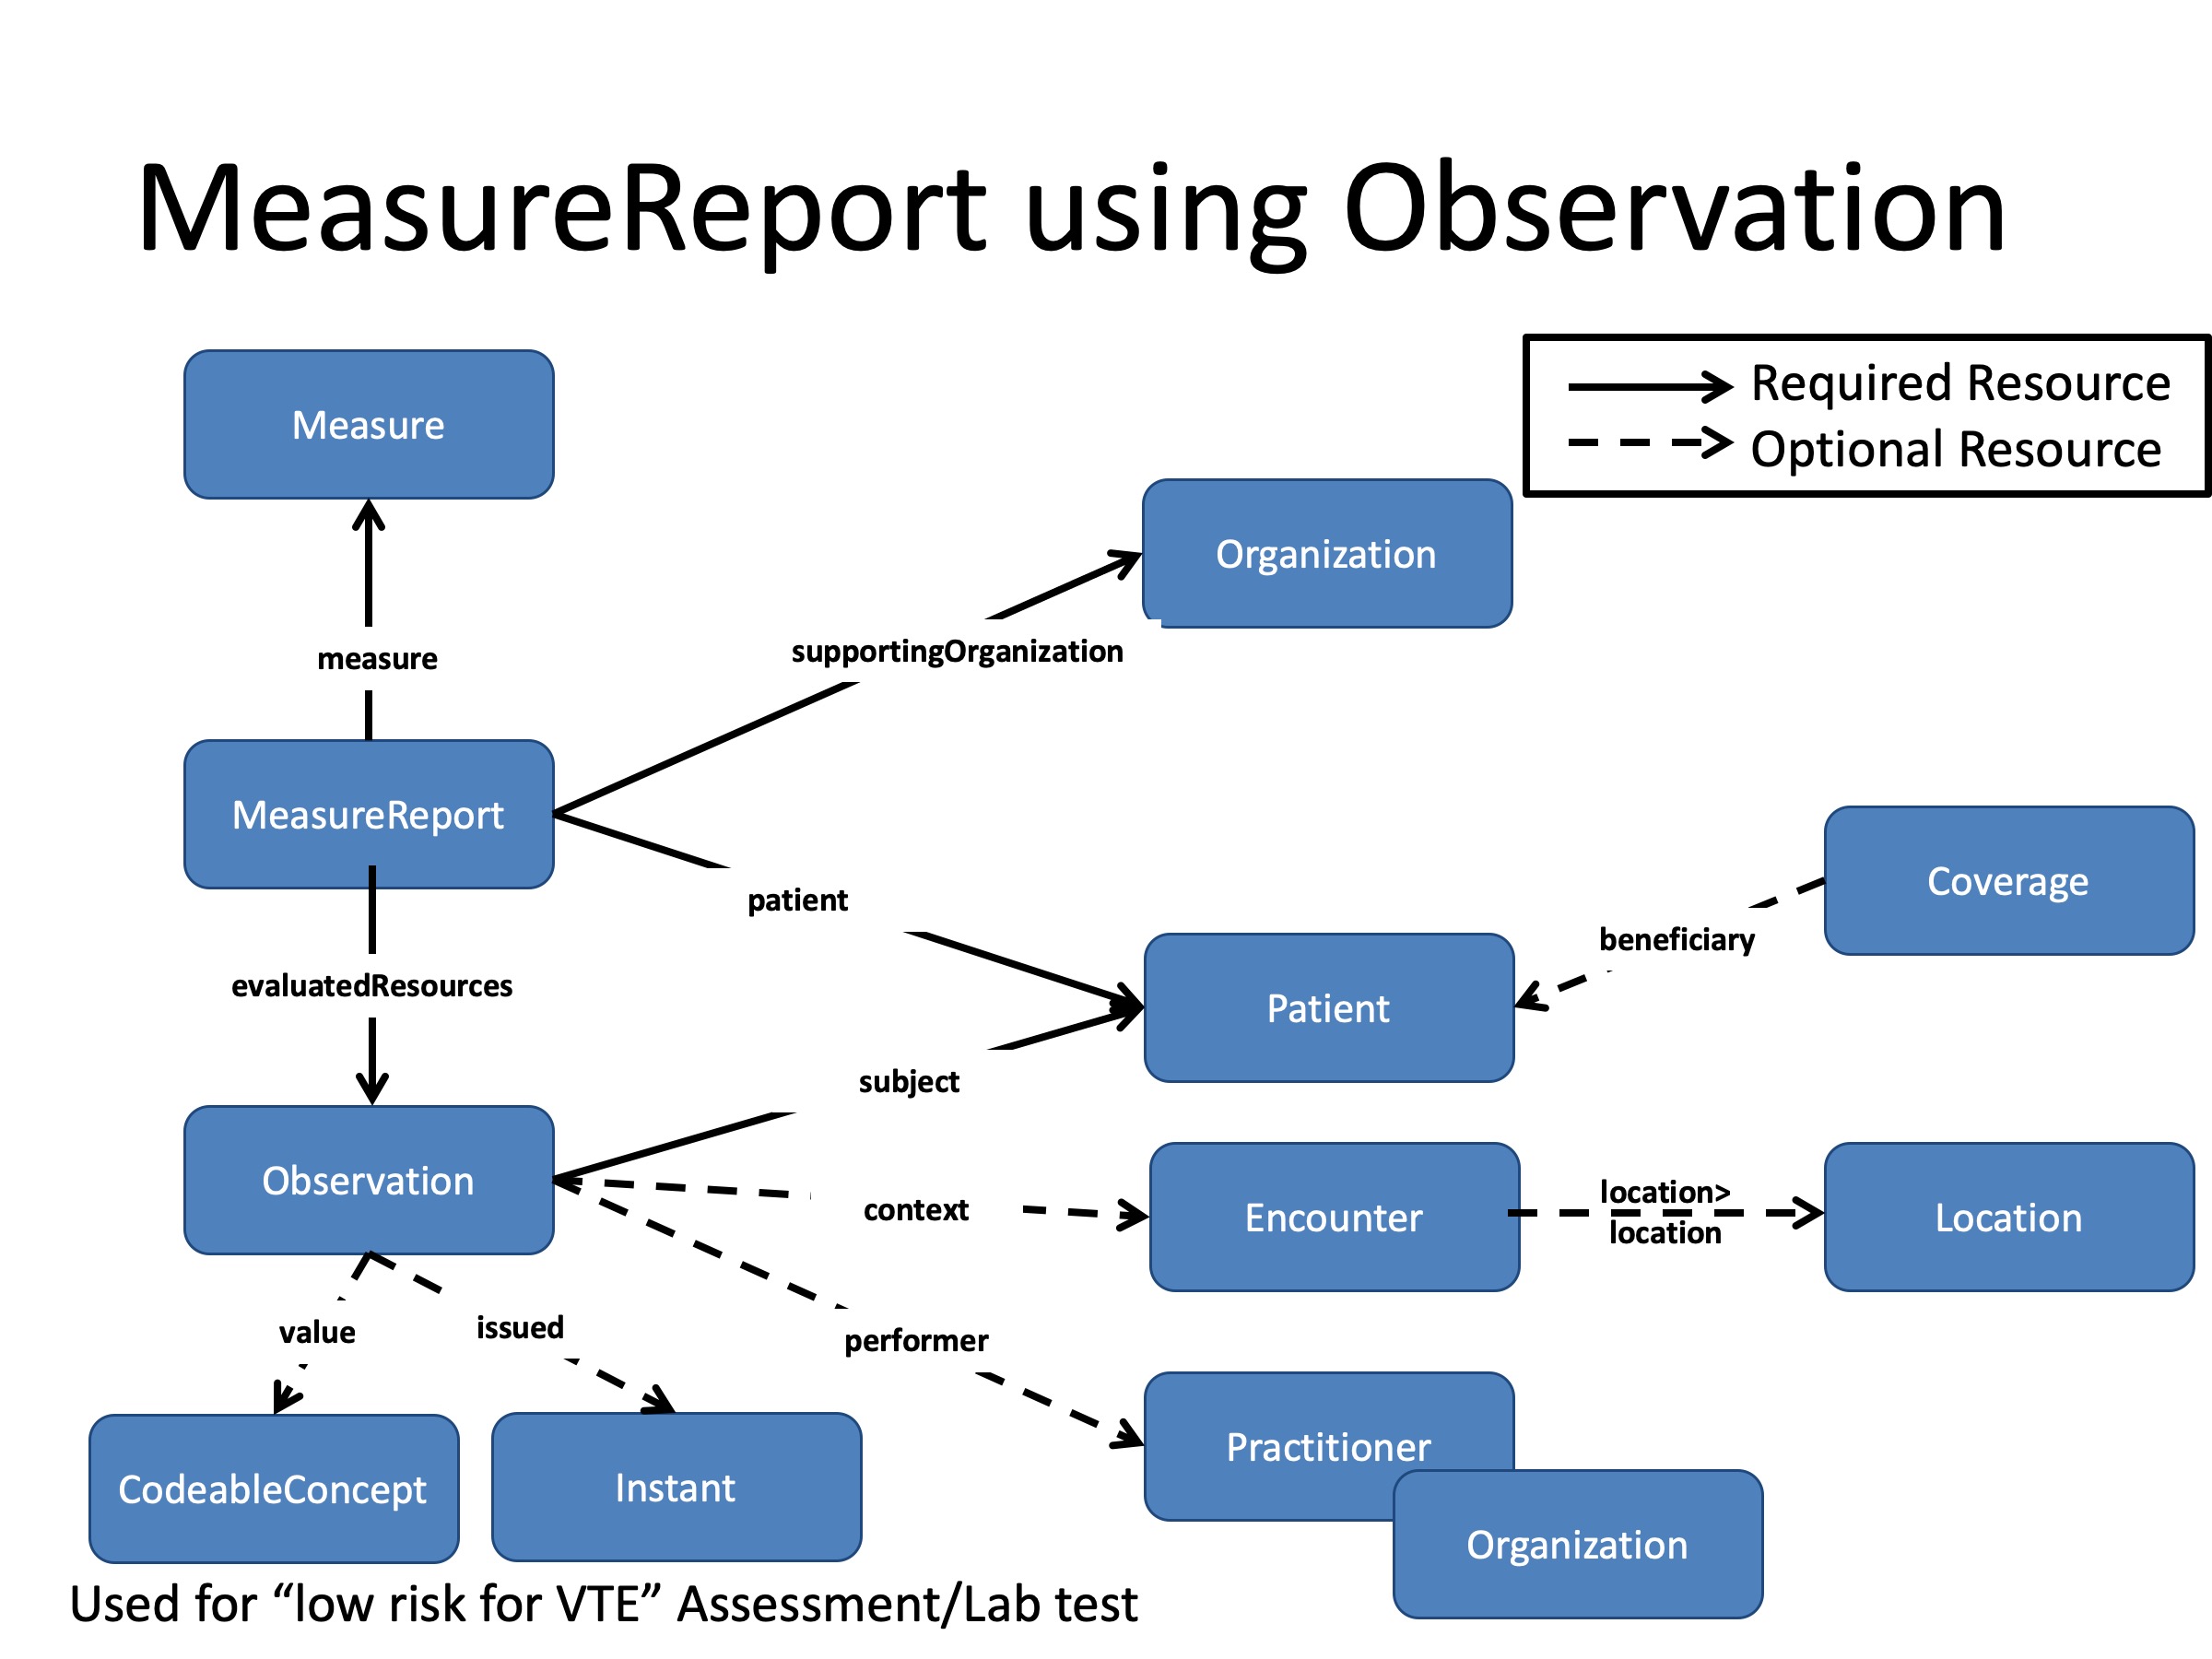 MeasureReport using Observation
Required Resource
Optional Resource
Measure
Organization
measure
supportingOrganization
MeasureReport
Coverage
patient
beneficiary
evaluatedResources
Patient
subject
Observation
context
Encounter
location>
location
Location
value
issued
performer
CodeableConcept
Instant
Practitioner
Organization
Used for “low risk for VTE” Assessment/Lab test